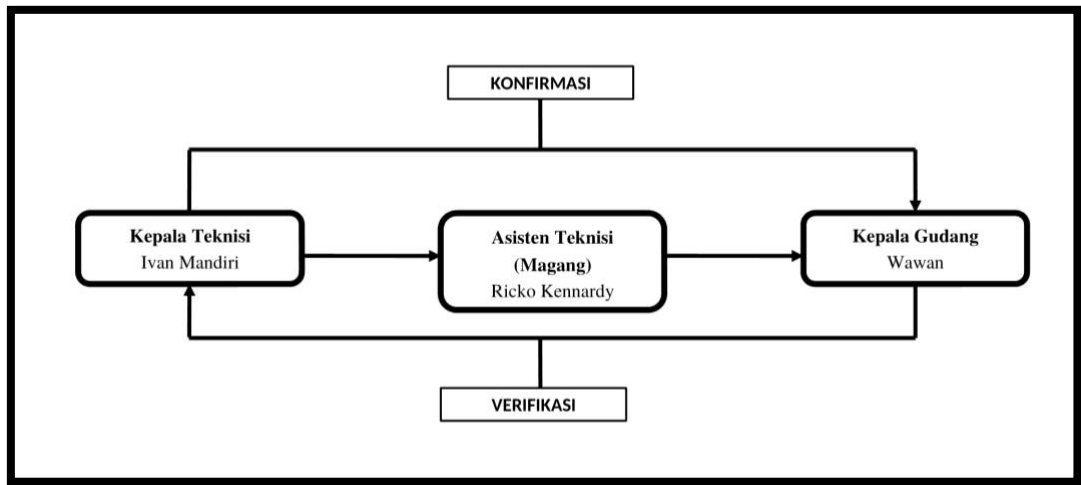 KONFIRMASI
Kepala Teknisi
Ivan Mandiri
Asisten Teknisi
(Magang)
Ricko Kennardy
Kepala Gudang
Wawan
VERIFIKASI